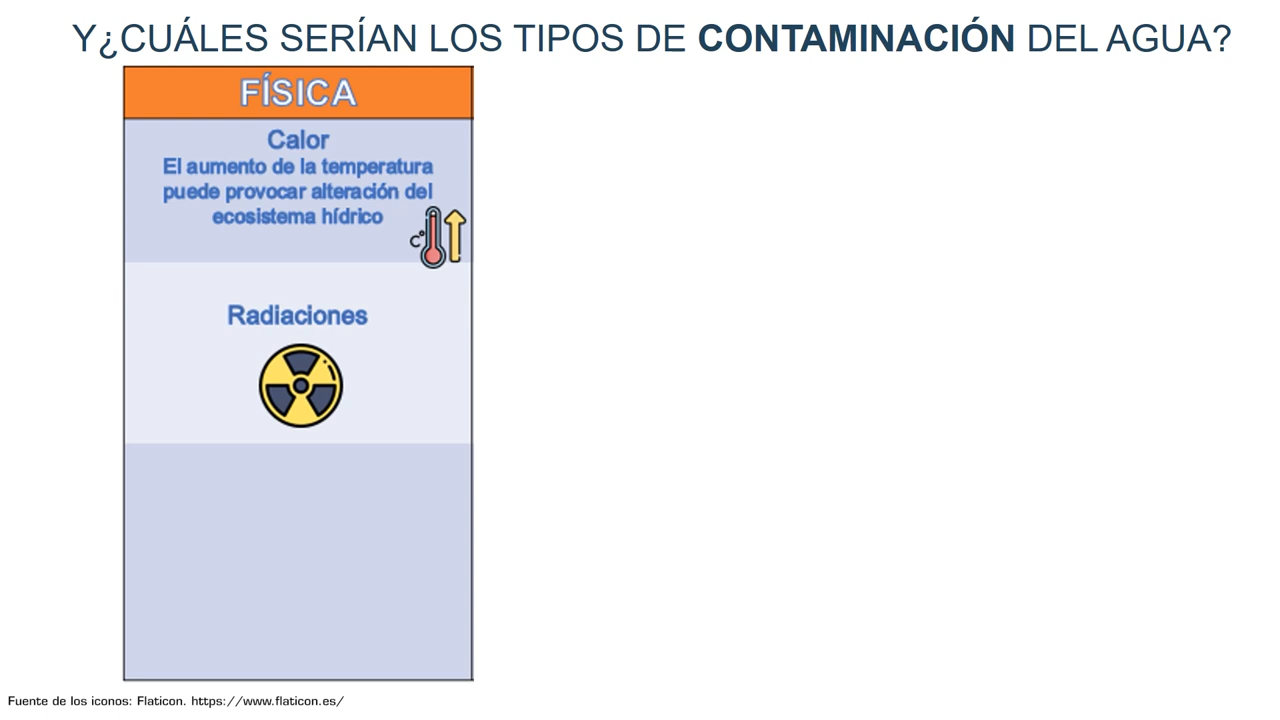 Y¿CUÁLES SERÍAN LOS TIPOS DE CONTAMINACIÓN DEL AGUA?
FÍSICA
Calor
El aumento de la temperatura
puede provocar alteración del
ecosistema hídrico
C°
Radiaciones
Fuente de los iconos: Flaticon. https://www.flaticon.es/